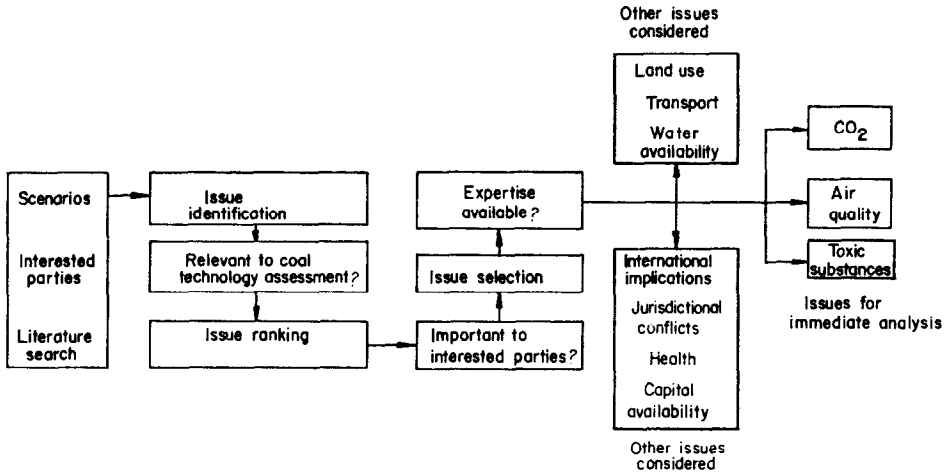 Scenarios
Interested
parties
Literature
search
Issue
identification
Relevant to coal
technology assessment?
Issue ranking
Important to
interested parties?
Issue selection
Expertise
available?
Other issues
considered
Land use
Transport
Water
availability
International
implications
Jurisdictional
conflicts
Health
Capital
availability
Other issues
considered
CO2
Air
quality
Toxic
substances
Issues for
immediate analysis